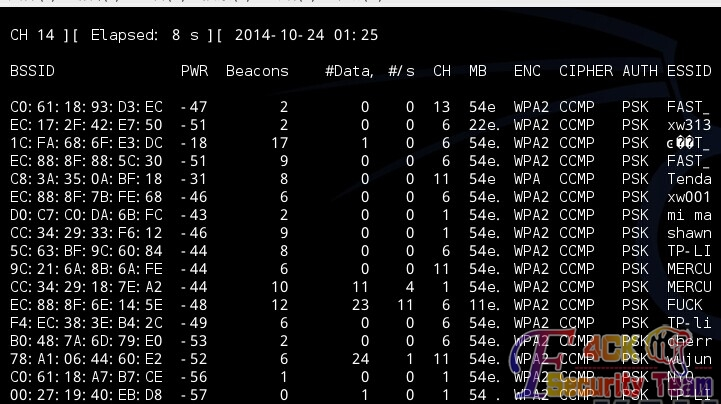 CH 14 ][ Elapsed: 8 s ][ 2014-10-24 01:25
BSSID PWR Beacons #Data, #/s CH MB ENC CIPHER AUTH ESSID
C0:61:18:93:D3:EC -47 2 0 0 13 54e WPA2 CCMP PSK FAST_
EC:17:2F:42:E7:50 -51 2 0 0 6 22e. WPA2 CCMP PSK xw313
1C:FA:68:6F:E3:DC -18 17 1 0 6 54e. WPA2 CCMP PSK
EC:88:8F:88:5C:30 -51 9 0 0 6 54e. WPA2 CCMP PSK FAST_
C8:3A:35:0A:BF:18 -31 8 0 0 11 54e WPA CCMP PSK Tenda
EC:88:8F:7B:FE:68 -46 6 0 0 6 54e. WPA2 CCMP PSK xw001
D0:C7:C0:DA:6B:FC -43 2 0 0 1 54e. WPA2 CCMP PSK mi ma
CC:34:29:33:F6:12 -46 9 0 0 1 54e. WPA2 CCMP PSK shawn
5C:63:BF:9C:60:84 -44 8 0 0 6 54e. WPA2 CCMP PSK TP-LI
9C:21:6A:8B:6A:FE -44 6 0 0 11 54e. WPA2 CCMP PSK MERCU
CC:34:29:18:7E:A2 -44 10 11 4 1 54e. WPA2 CCMP PSK MERCU
EC:88:8F:6E:14:5E -48 12 23 11 6 11e. WPA2 CCMP PSK FUCK
F4:EC:38:3E:B4:2C -49 6 0 0 6 54e. WPA2 CCMP PSK TP-li
B0:48:7A:6D:79:E0 -53 2 0 0 6 54e. WPA2 CCMP PSK cherr
78:A1:06:44:60:E2 -52 6 24 1 11 54e. WPA2 CCMP PSK wujun
C0:61:18:A7:B7:CE -56 1 0 0 1 54e. WPA2 CCMP PSK
00:27:19:40:EB:D8 -57 0 1 0 1 54 . WPA2 CCMP PSK TP-LI
F4CK
Security Team